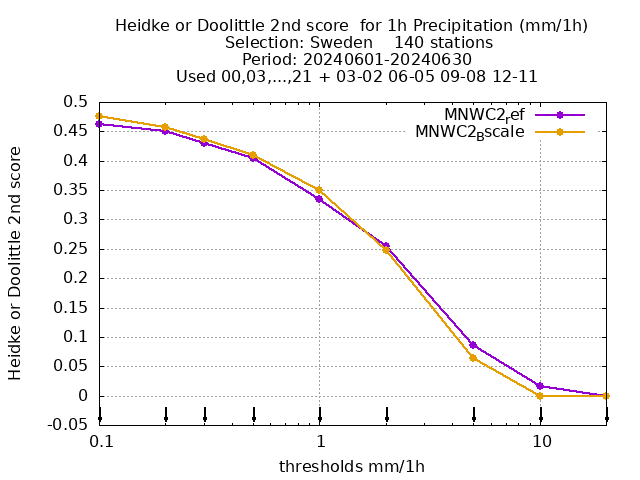 Heidke or Doolittle 2nd score  for 1h Precipitation (mm/1h)
Selection: Sweden    140 stations
Period: 20240601-20240630
Used 00,03,...,21 + 03-02 06-05 09-08 12-11
MNWC2_ref
MNWC2_Bscale
Heidke or Doolittle 2nd score
0.5
0.45
0.4
0.35
0.3
0.25
0.2
0.15
0.1
0.05
0
-0.05
0.1
1
10
thresholds mm/1h